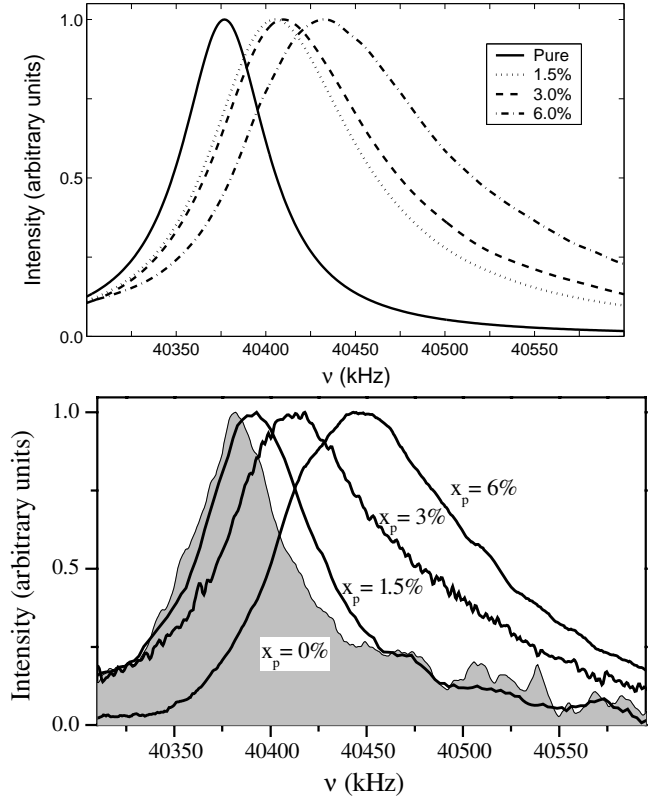 1.0
0.5
0.0
Intensity (arbitrary units)
Pure
1.5%
3.0%
6.0%
40350 40400 40450 40500 40550
ν (kHz)
1.0
0.5
0.0
Intensity (arbitrary units)
x_p = 6%
x_p = 3%
x_p = 1.5%
x_p = 0%
40350 40400 40450 40500 40550
ν (kHz)